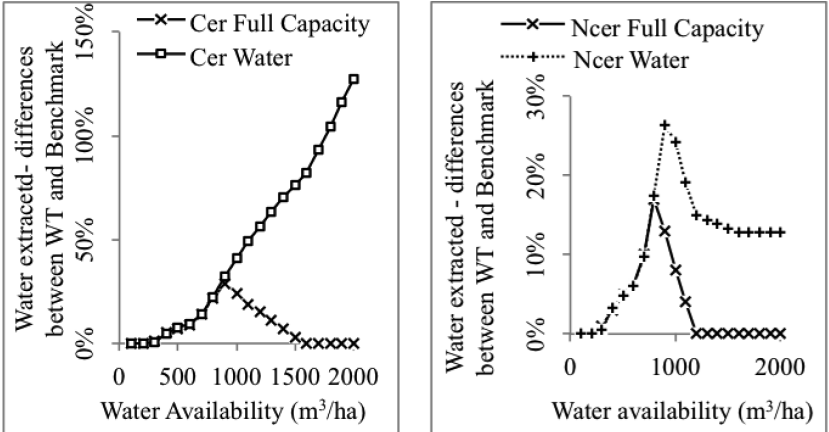 Cer Full Capacity
Cer Water
Water extracetd- differences
between WT and Benchmark
150%
100%
50%
0%
0 500 1000 1500 2000
Water Availability (m³/ha)
Ncer Full Capacity
Ncer Water
Water extracted - differences
between WT and Benchmark
30%
20%
10%
0%
0 1000 2000
Water availability (m³/ha)